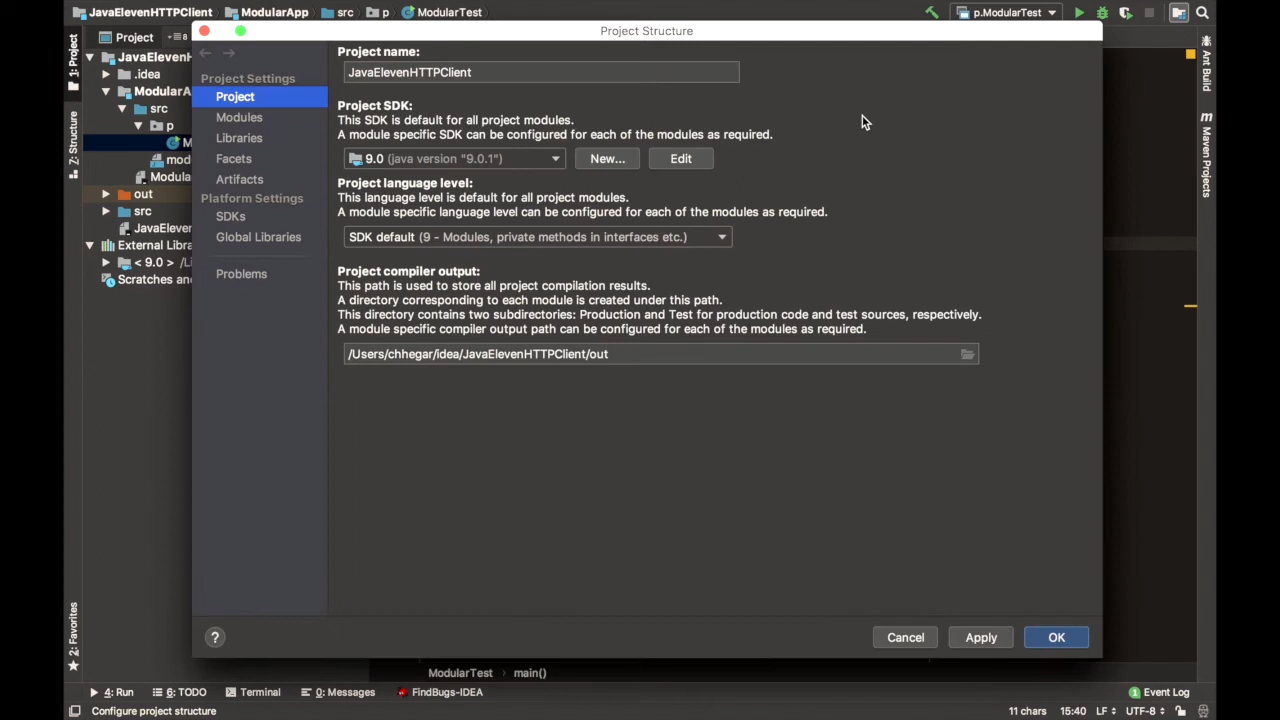 JavaElevenHTTPClient ModularApp src p ModularTest
p.ModularTest
Project Structure
1: Project
Project
JavaElevenH
.idea
ModularA
src
p
M
mod
Modula
out
src
JavaEleven
External Libra
< 9.0 > /Li
Scratches and
Z: Structure
2: Favorites
Project Settings
Project
Modules
Libraries
Facets
Artifacts
Platform Settings
SDKs
Global Libraries
Problems
Project name:
JavaElevenHTTPClient
Project SDK:
This SDK is default for all project modules.
A module specific SDK can be configured for each of the modules as required.
9.0 (java version "9.0.1")
New...
Edit
Project language level:
This language level is default for all project modules.
A module specific language level can be configured for each of the modules as required.
SDK default (9 - Modules, private methods in interfaces etc.)
Project compiler output:
This path is used to store all project compilation results.
A directory corresponding to each module is created under this path.
This directory contains two subdirectories: Production and Test for production code and test sources, respectively.
A module specific compiler output path can be configured for each of the modules as required.
/Users/chhegar/idea/JavaElevenHTTPClient/out
?
Cancel
Apply
OK
Ant Build
m
Maven Projects
ModularTest > main()
4: Run
6: TODO
Terminal
0: Messages
FindBugs-IDEA
1 Event Log
Configure project structure
11 chars
15:40
LF
UTF-8